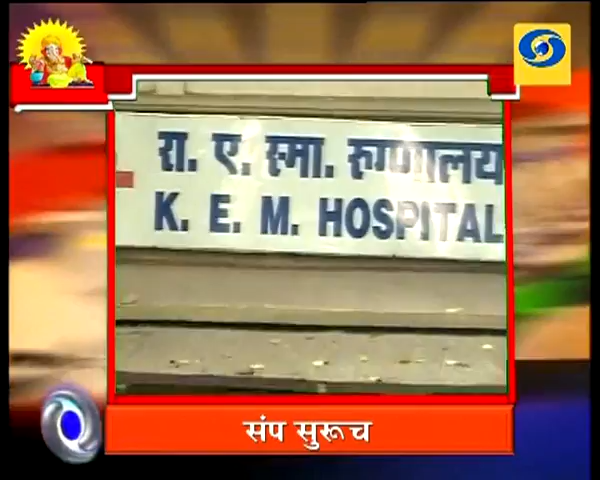 रा. ए. स्मा. रुग्णालय
K. E. M. HOSPITAL
संप सुरूच